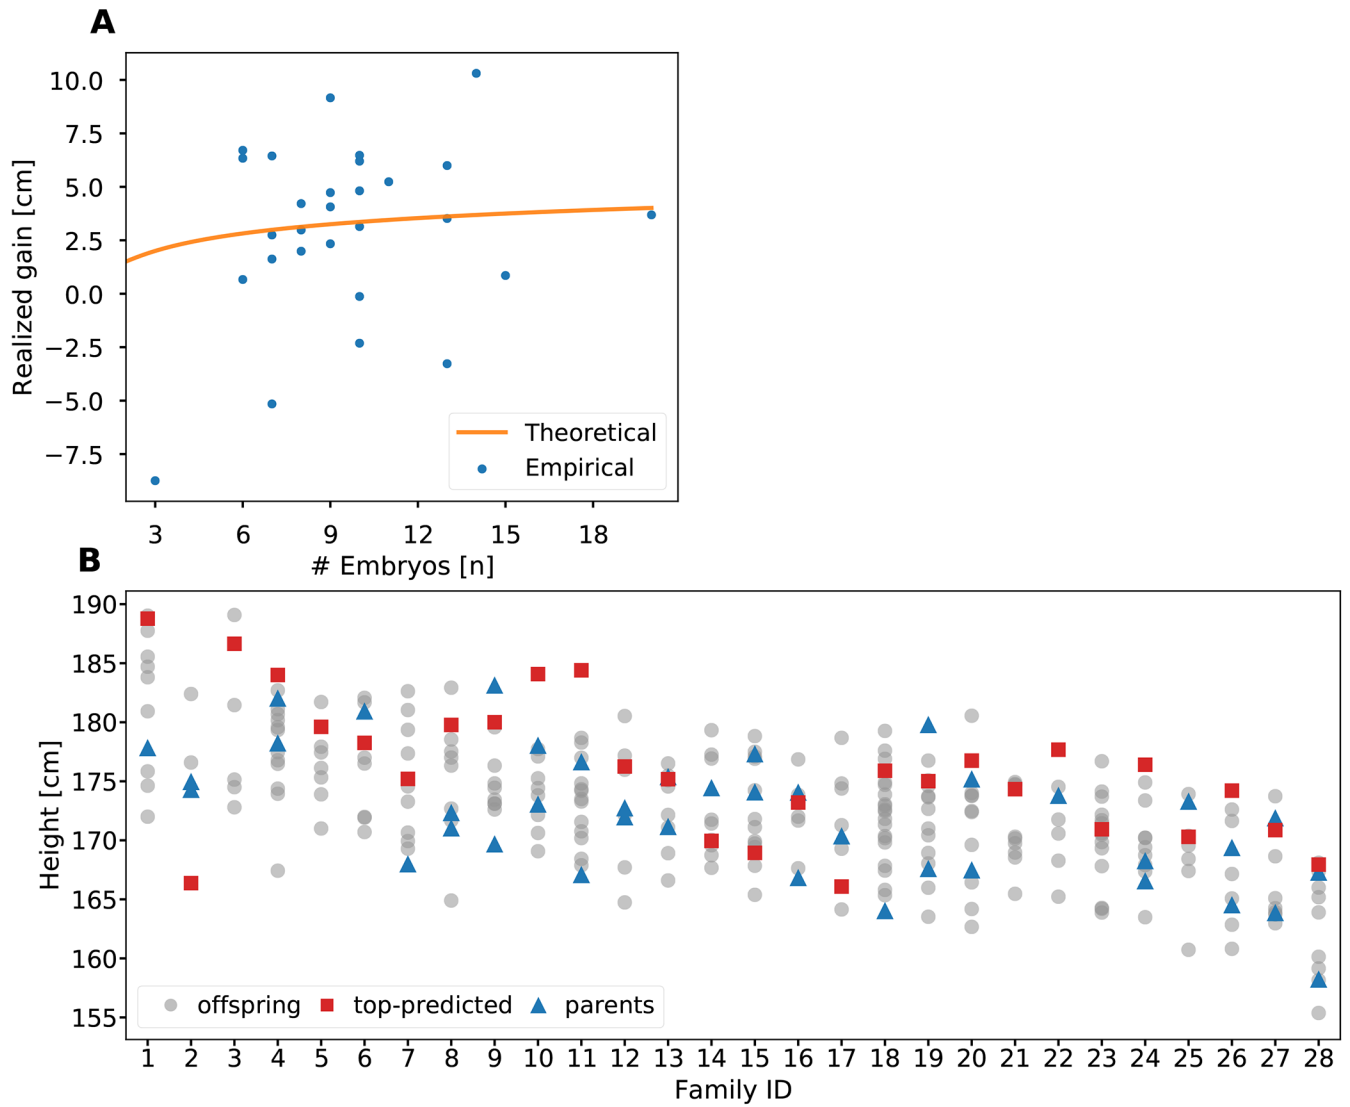 A
10.0
7.5
5.0
2.5
0.0
−2.5
−5.0
−7.5
Realized gain [cm]
Theoretical
Empirical
3 6 9 12 15 18
# Embryos [n]
B
190
185
180
175
170
165
160
155
Height [cm]
offspring top-predicted parents
1 2 3 4 5 6 7 8 9 10 11 12 13 14 15 16 17 18 19 20 21 22 23 24 25 26 27 28
Family ID